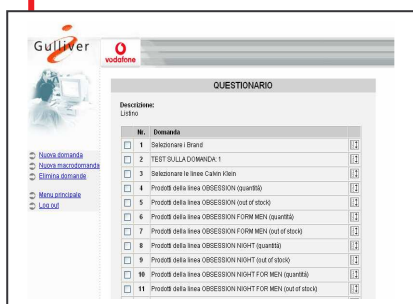 Gulliver
vodafone
QUESTIONARIO
Descrizione:
Listino
Nr. Domanda
1 Selezionare i Brand
Nuova domanda
2 TEST SULLA DOMANDA: 1
Nuova macrodomanda
3 Selezionare le linee Calvin Klein
Elimina domande
4 Prodotti della linea OBSESSION (quantità)
Menu principale
5 Prodotti della linea OBSESSION (out of stock)
Log out
6 Prodotti della linea OBSESSION FORM MEN (quantità)
7 Prodotti della linea OBSESSION FORM MEN (out of stock)
8 Prodotti della linea OBSESSION NIGHT (quantità)
9 Prodotti della linea OBSESSION NIGHT (out of stock)
10 Prodotti della linea OBSESSION NIGHT FOR MEN (quantità)
11 Prodotti della linea OBSESSION NIGHT FOR MEN (out of stock)